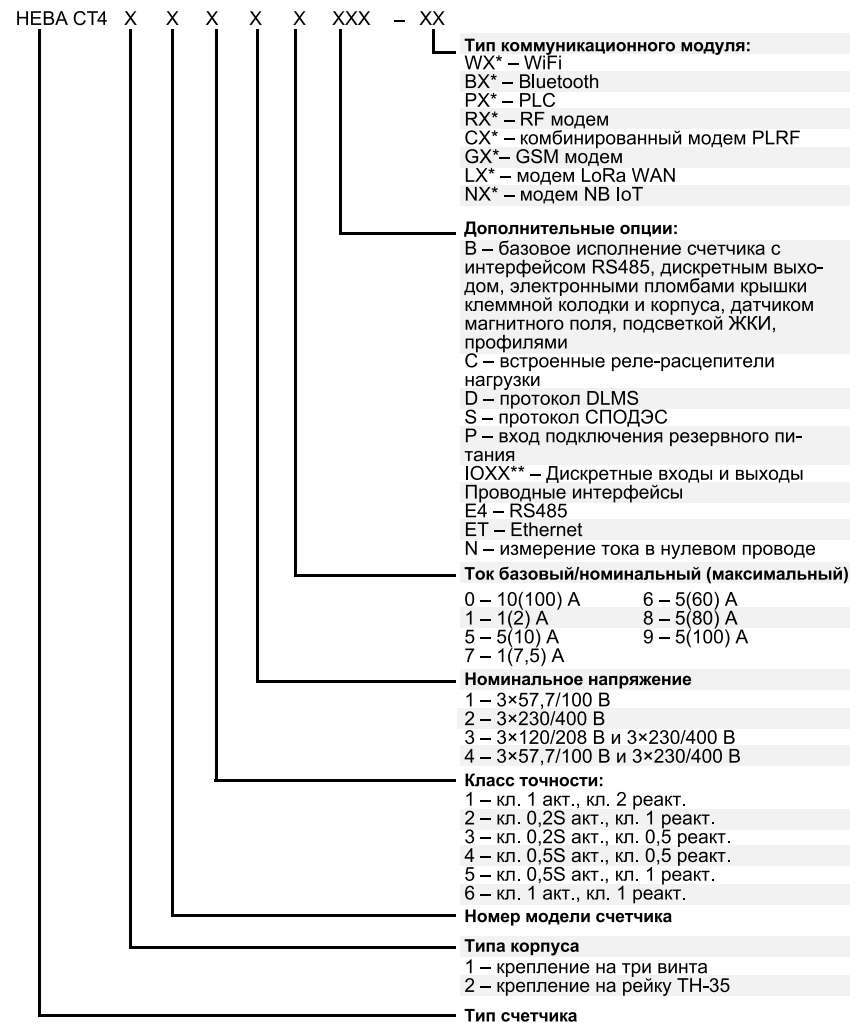 НЕВА СТ4 X X X X X XXX – XX
Тип коммуникационного модуля:
WX* – WiFi
BX* – Bluetooth
PX* – PLC
RX* – RF модем
CX* – комбинированный модем PLRF
GX*– GSM модем
LX* – модем LoRa WAN
NX* – модем NB IoT
Дополнительные опции:
B – базовое исполнение счетчика с
интерфейсом RS485, дискретным выхо-
дом, электронными пломбами крышки
клеммной колодки и корпуса, датчиком
магнитного поля, подсветкой ЖКИ,
профилями
C – встроенные реле-расцепители
нагрузки
D – протокол DLMS
S – протокол СПОДЭС
P – вход подключения резервного пи-
тания
IOXX** – Дискретные входы и выходы
Проводные интерфейсы
E4 – RS485
ET – Ethernet
N – измерение тока в нулевом проводе
Ток базовый/номинальный (максимальный)
0 – 10(100) А 6 – 5(60) А
1 – 1(2) А 8 – 5(80) А
5 – 5(10) А 9 – 5(100) А
7 – 1(7,5) А
Номинальное напряжение
1 – 3×57,7/100 В
2 – 3×230/400 В
3 – 3×120/208 В и 3×230/400 В
4 – 3×57,7/100 В и 3×230/400 В
Класс точности:
1 – кл. 1 акт., кл. 2 реакт.
2 – кл. 0,2S акт., кл. 1 реакт.
3 – кл. 0,2S акт., кл. 0,5 реакт.
4 – кл. 0,5S акт., кл. 0,5 реакт.
5 – кл. 0,5S акт., кл. 1 реакт.
6 – кл. 1 акт., кл. 1 реакт.
Номер модели счетчика
Типа корпуса
1 – крепление на три винта
2 – крепление на рейку ТН-35
Тип счетчика